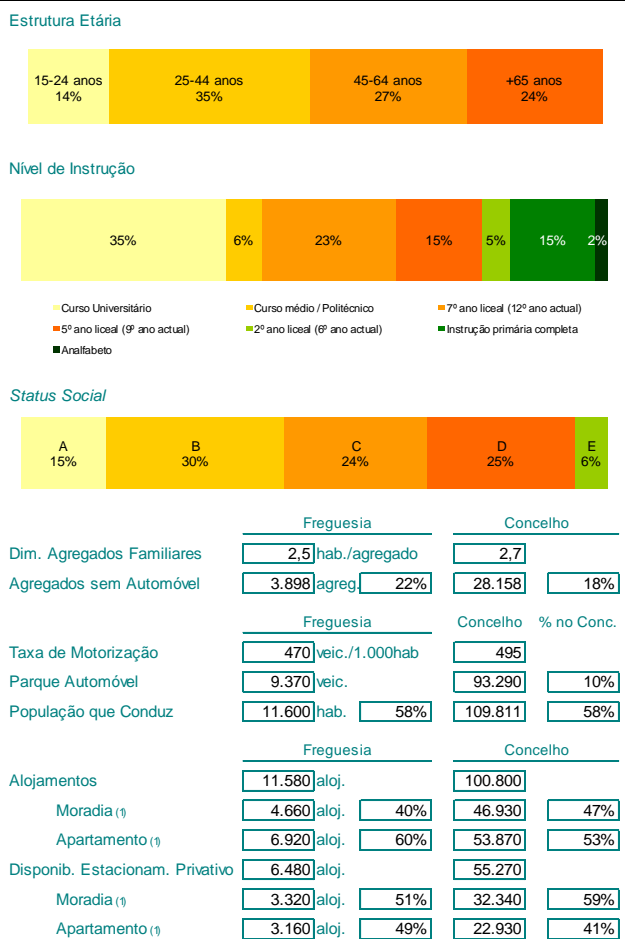 Estrutura Etária
15-24 anos 25-44 anos 45-64 anos +65 anos
14% 35% 27% 24%
Nível de Instrução
35% 6% 23% 15% 5% 15% 2%
Curso Universitário Curso médio / Politécnico 7º ano liceal (12º ano actual)
5º ano liceal (9º ano actual) 2º ano liceal (6º ano actual) Instrução primária completa
Analfabeto
Status Social
A B C D E
15% 30% 24% 25% 6%
Freguesia Concelho
Dim. Agregados Familiares 2,5 hab./agregado 2,7
Agregados sem Automóvel 3.898 agreg. 22% 28.158 18%
Freguesia Concelho % no Conc.
Taxa de Motorização 470 veic./1.000hab 495
Parque Automóvel 9.370 veic. 93.290 10%
População que Conduz 11.600 hab. 58% 109.811 58%
Freguesia Concelho
Alojamentos 11.580 aloj. 100.800
Moradia (1) 4.660 aloj. 40% 46.930 47%
Apartamento (1) 6.920 aloj. 60% 53.870 53%
Disponib. Estacionam. Privativo 6.480 aloj. 55.270
Moradia (1) 3.320 aloj. 51% 32.340 59%
Apartamento (1) 3.160 aloj. 49% 22.930 41%